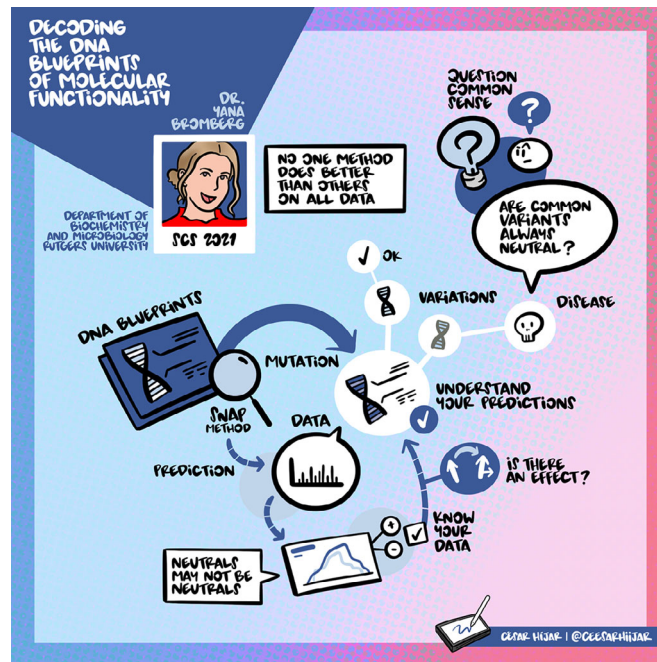 DECODING
THE DNA
BLUEPRINTS
OF MOLECULAR
FUNCTIONALITY
DR.
YANA
BROMBERG
DEPARTMENT OF
BIOCHEMISTRY
AND MICROBIOLOGY
RUTGERS UNIVERSITY
SCS 2021
NO ONE METHOD
DOES BETTER
THAN OTHERS
ON ALL DATA
QUESTION
COMMON
SENSE
?
ARE COMMON
VARIANTS
ALWAYS
NEUTRAL?
OK
VARIATIONS
DISEASE
DNA BLUEPRINTS
MUTATION
SNAP
METHOD
DATA
UNDERSTAND
YOUR PREDICTIONS
PREDICTION
IS THERE
AN EFFECT?
KNOW
YOUR
DATA
+
-
NEUTRALS
MAY NOT BE
NEUTRALS
CESAR HIJAR | @CEESARHIIJAR